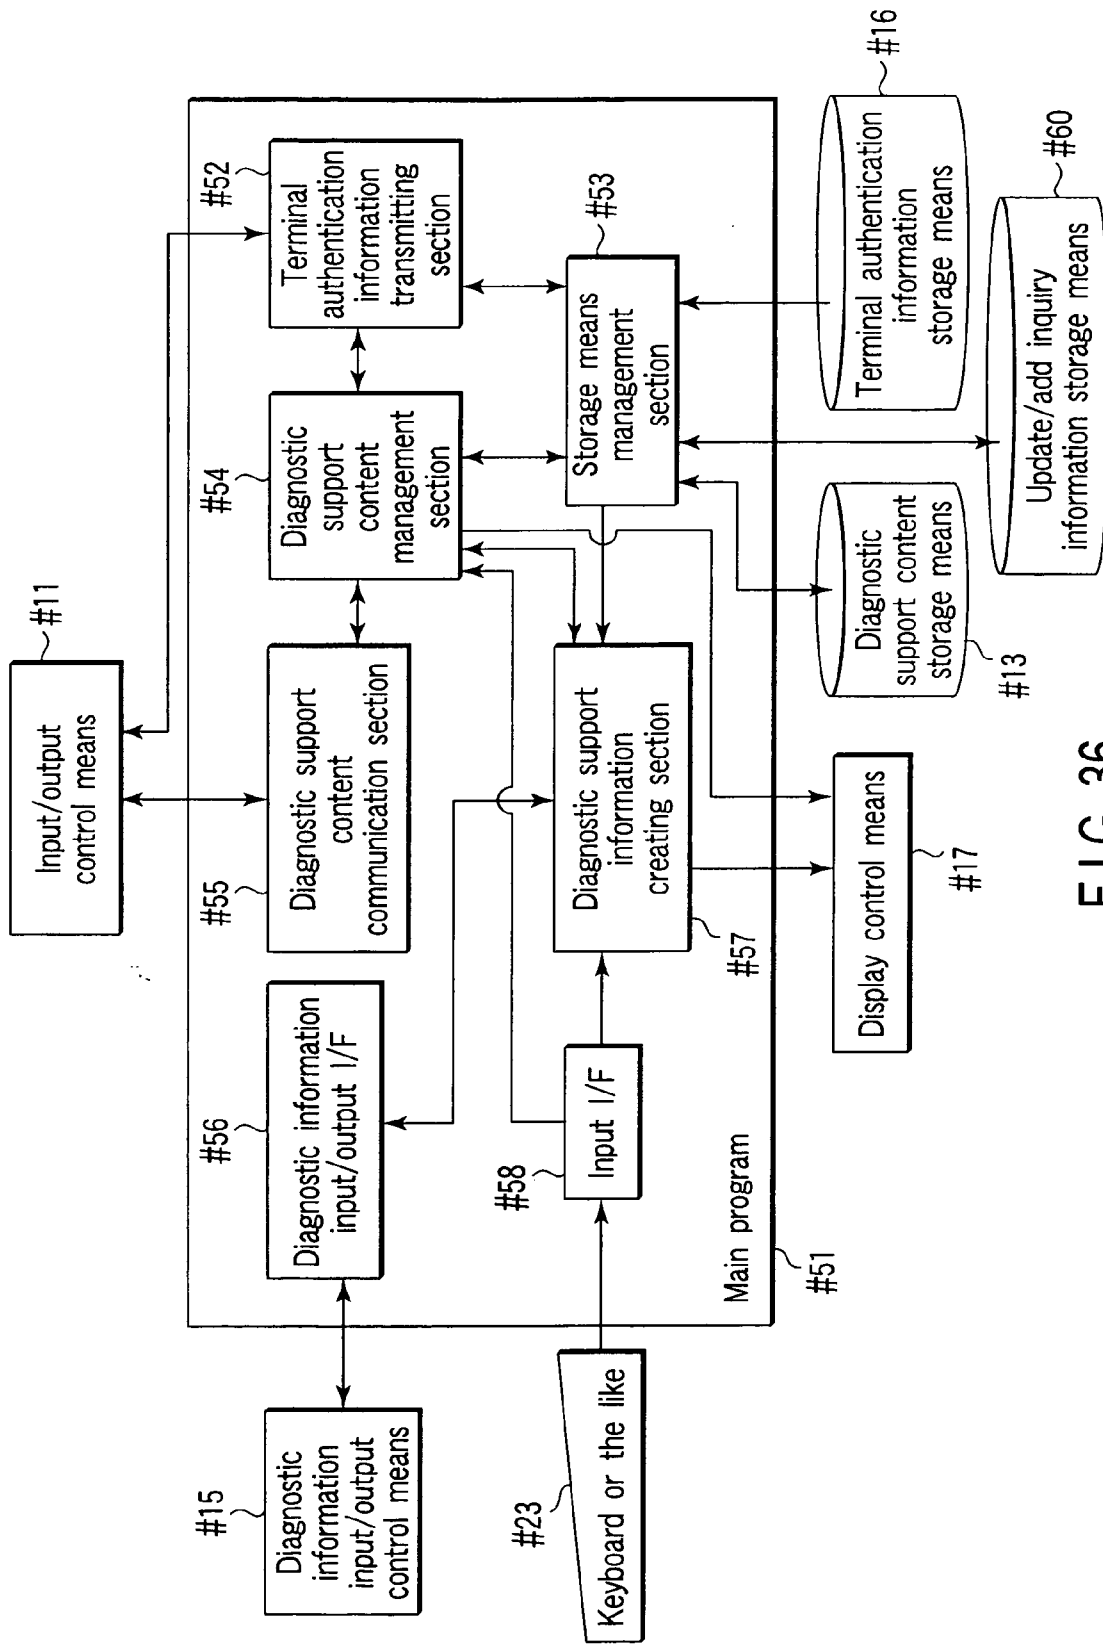 #11
Input/output
control means
#15
Diagnostic
information
input/output
control means
#56
Diagnostic information
input/output I/F
#55
Diagnostic support
content
communication section
#54
Diagnostic
support
content
management
section
#52
Terminal
authentication
information
transmitting
section
#23
Keyboard or the like
#58
Input I/F
#57
Diagnostic support
information
creating section
#53
Storage means
management
section
Main program
#51
Display control means
#17
Diagnostic
support content
storage means
#13
Terminal authentication
information
storage means
#16
Update/add inquiry
information storage means
#60
FIG. 36